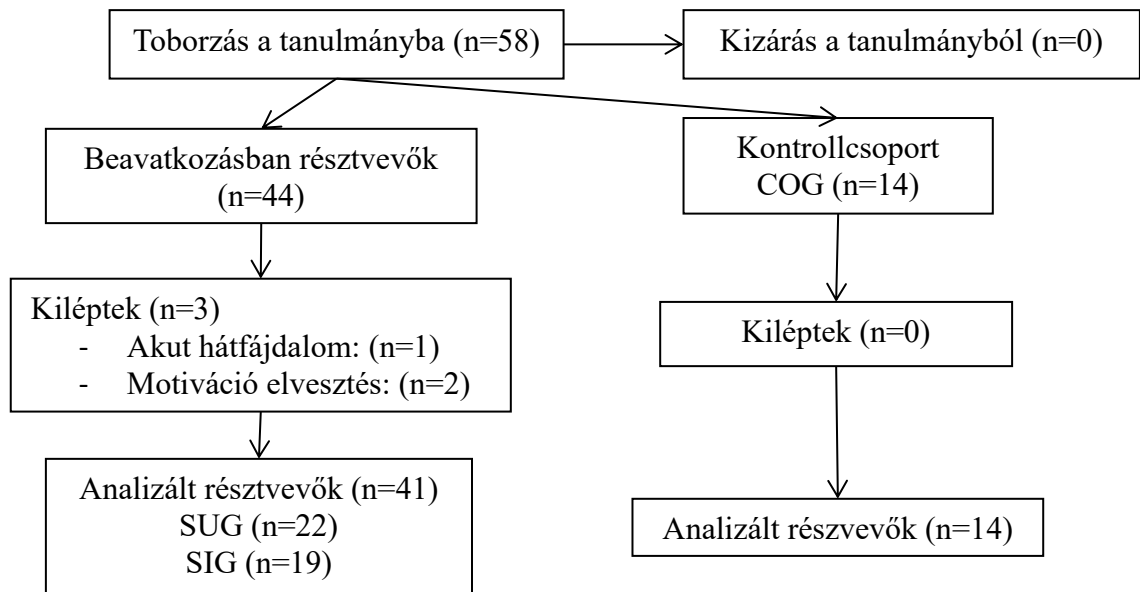 Toborzás a tanulmányba (n=58)
Kizárás a tanulmányból (n=0)
Beavatkozásban résztvevők
(n=44)
Kontrollcsoport
COG (n=14)
Kiléptek (n=3)
- Akut hátfájdalom: (n=1)
- Motiváció elvesztés: (n=2)
Kiléptek (n=0)
Analizált résztvevők (n=41)
SUG (n=22)
SIG (n=19)
Analizált részvevők (n=14)